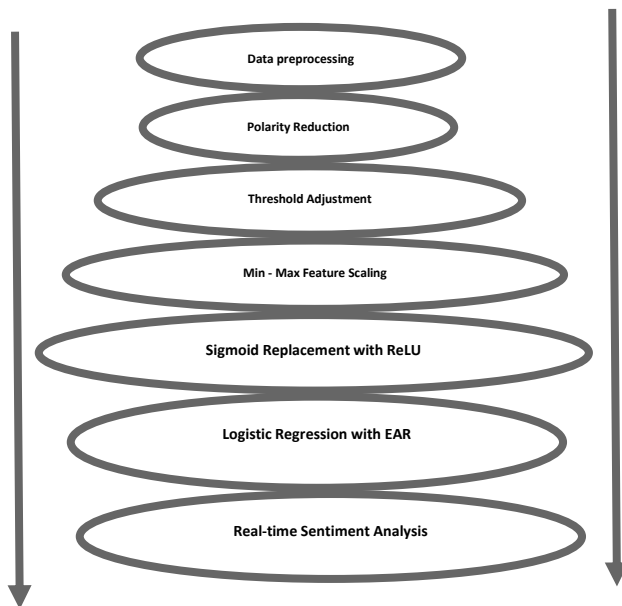 Data preprocessing
Polarity Reduction
Threshold Adjustment
Min - Max Feature Scaling
Sigmoid Replacement with ReLU
Logistic Regression with EAR
Real-time Sentiment Analysis